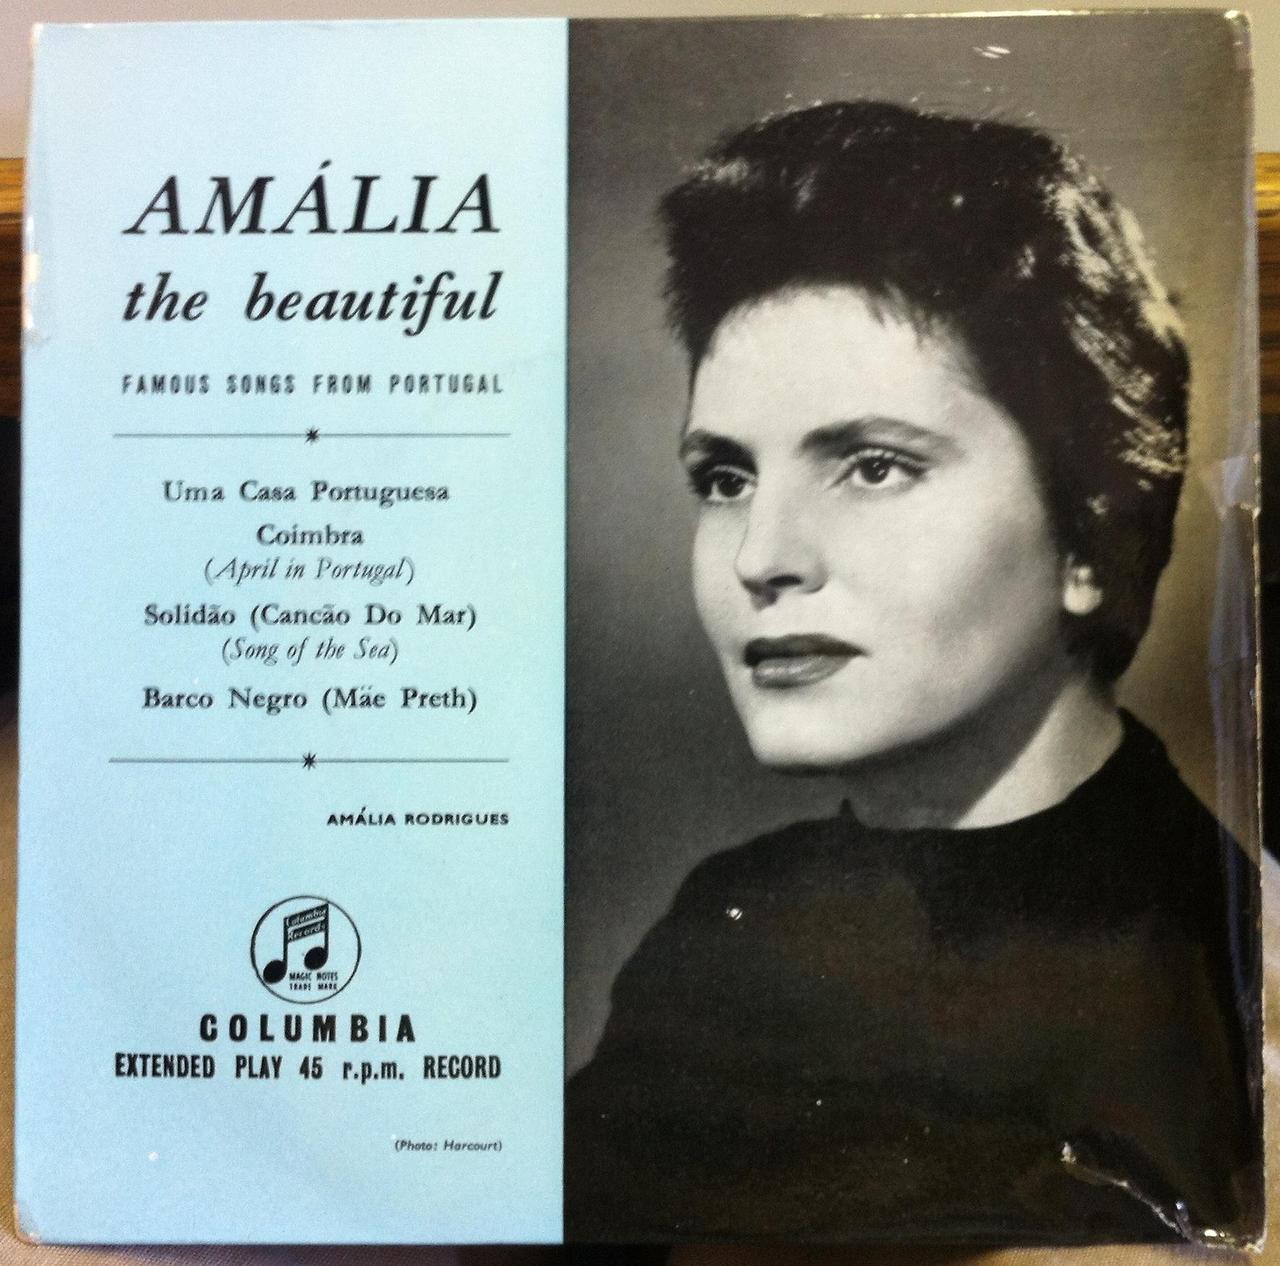 AMÁLIA
the beautiful
FAMOUS SONGS FROM PORTUGAL
Uma Casa Portuguesa
Coimbra
(April in Portugal)
Solidão (Cancão Do Mar)
(Song of the Sea)
Barco Negro (Mäe Preth)
AMÁLIA RODRIGUES
Columbia
Records
MAGIC NOTES
TRADE MARK
COLUMBIA
EXTENDED PLAY 45 r.p.m. RECORD
(Photo: Harcourt)